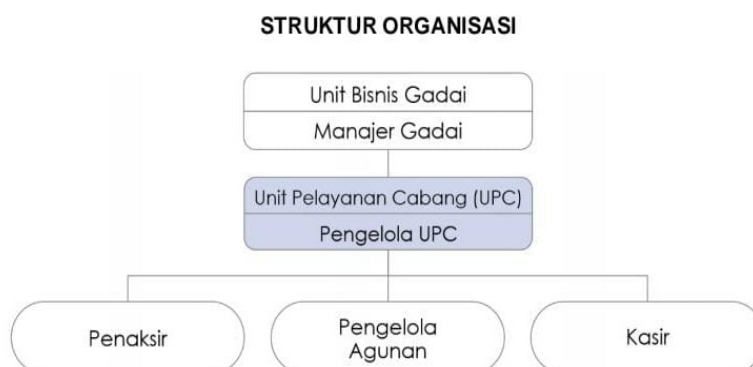 STRUKTUR ORGANISASI
Unit Bisnis Gadai
Manajer Gadai
Unit Pelayanan Cabang (UPC)
Pengelola UPC
Penaksir
Pengelola
Agunan
Kasir